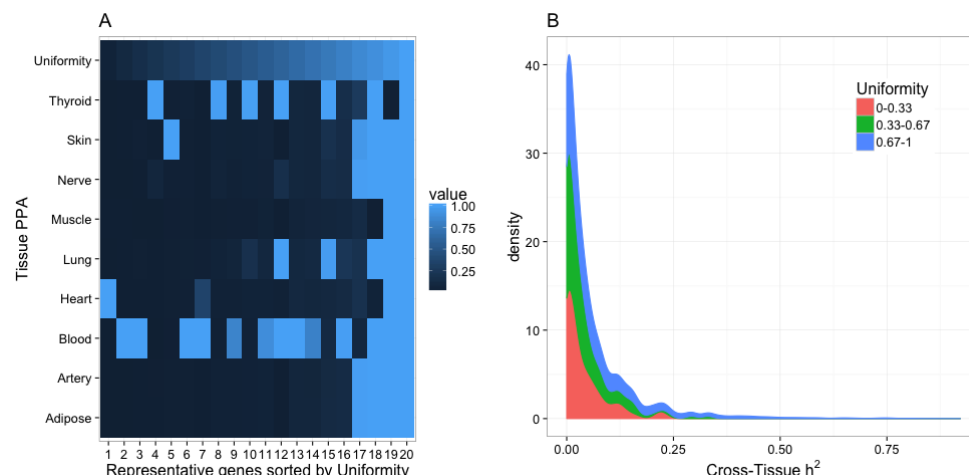 A
Tissue PPA
Uniformity
Thyroid
Skin
Nerve
Muscle
Lung
Heart
Blood
Artery
Adipose
1 2 3 4 5 6 7 8 9 10 11 12 13 14 15 16 17 18 19 20
Representative genes sorted by Uniformity
value
1.00
0.75
0.50
0.25
B
density
40
30
20
10
0
0.00 0.25 0.50 0.75
Cross-Tissue h²
Uniformity
0-0.33
0.33-0.67
0.67-1